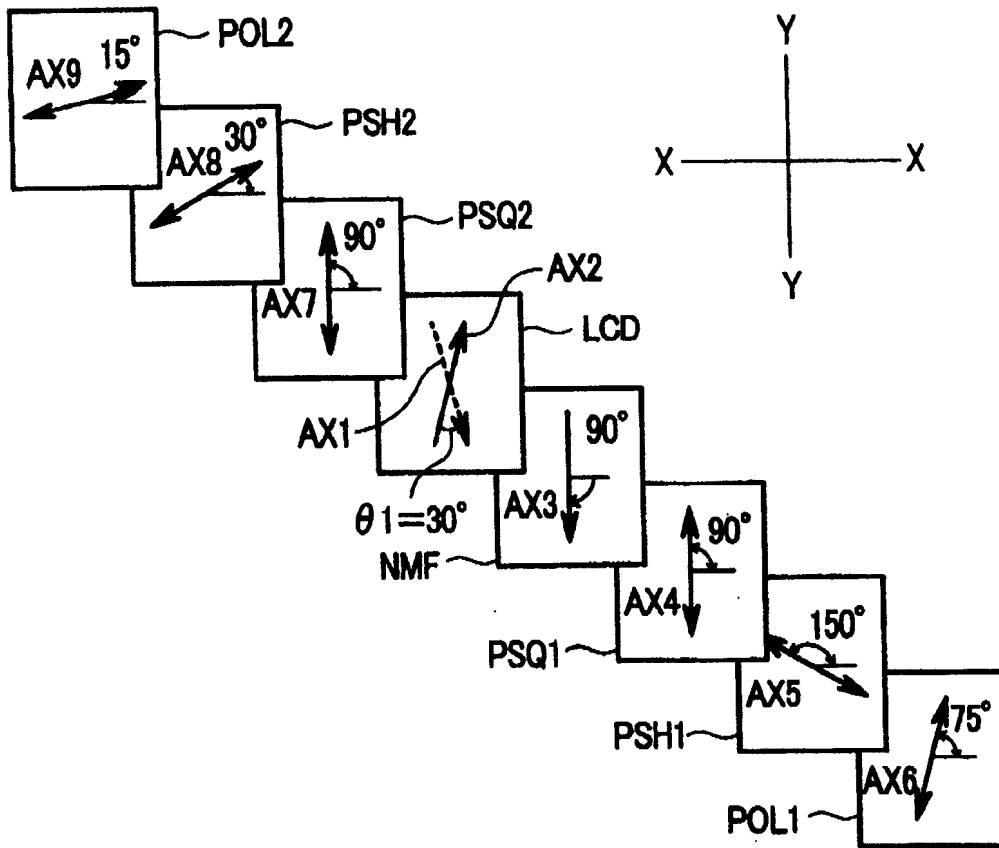 POL2
15°
AX9
Y
PSH2
30°
AX8
X
X
PSQ2
90°
AX7
Y
AX2
LCD
AX1
θ1=30°
90°
AX3
NMF
90°
AX4
PSQ1
150°
AX5
PSH1
75°
AX6
POL1